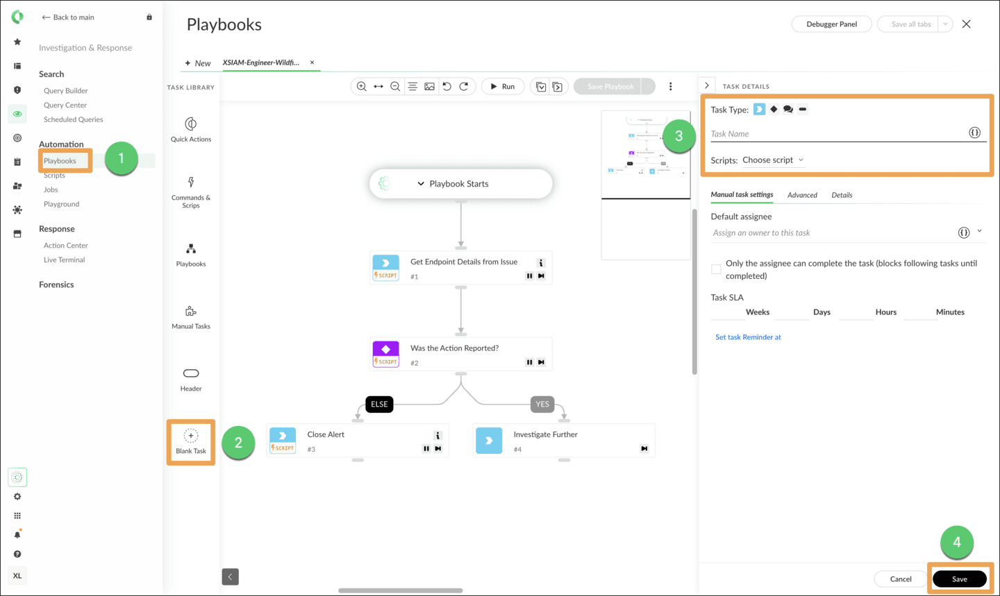 Back to main
Investigation & Response
Search
Query Builder
Query Center
Scheduled Queries
Automation
Playbooks
1
Scripts
Jobs
Playground
Response
Action Center
Live Terminal
Forensics
XL
Playbooks
Debugger Panel
Save all tabs
+ New
XSIAM-Engineer-Wildfi...
TASK LIBRARY
Quick Actions
Commands &
Scrips
Playbooks
Manual Tasks
Header
Blank Task
2
Run
Save Playbook
Playbook Starts
Get Endpoint Details from Issue
SCRIPT
#1
Was the Action Reported?
SCRIPT
#2
ELSE
YES
Close Alert
SCRIPT
#3
Investigate Further
#4
3
TASK DETAILS
Task Type:
Task Name
Scripts: Choose script
Manual task settings Advanced Details
Default assignee
Assign an owner to this task
Only the assignee can complete the task (blocks following tasks until
completed)
Task SLA
Weeks Days Hours Minutes
Set task Reminder at
4
Cancel Save